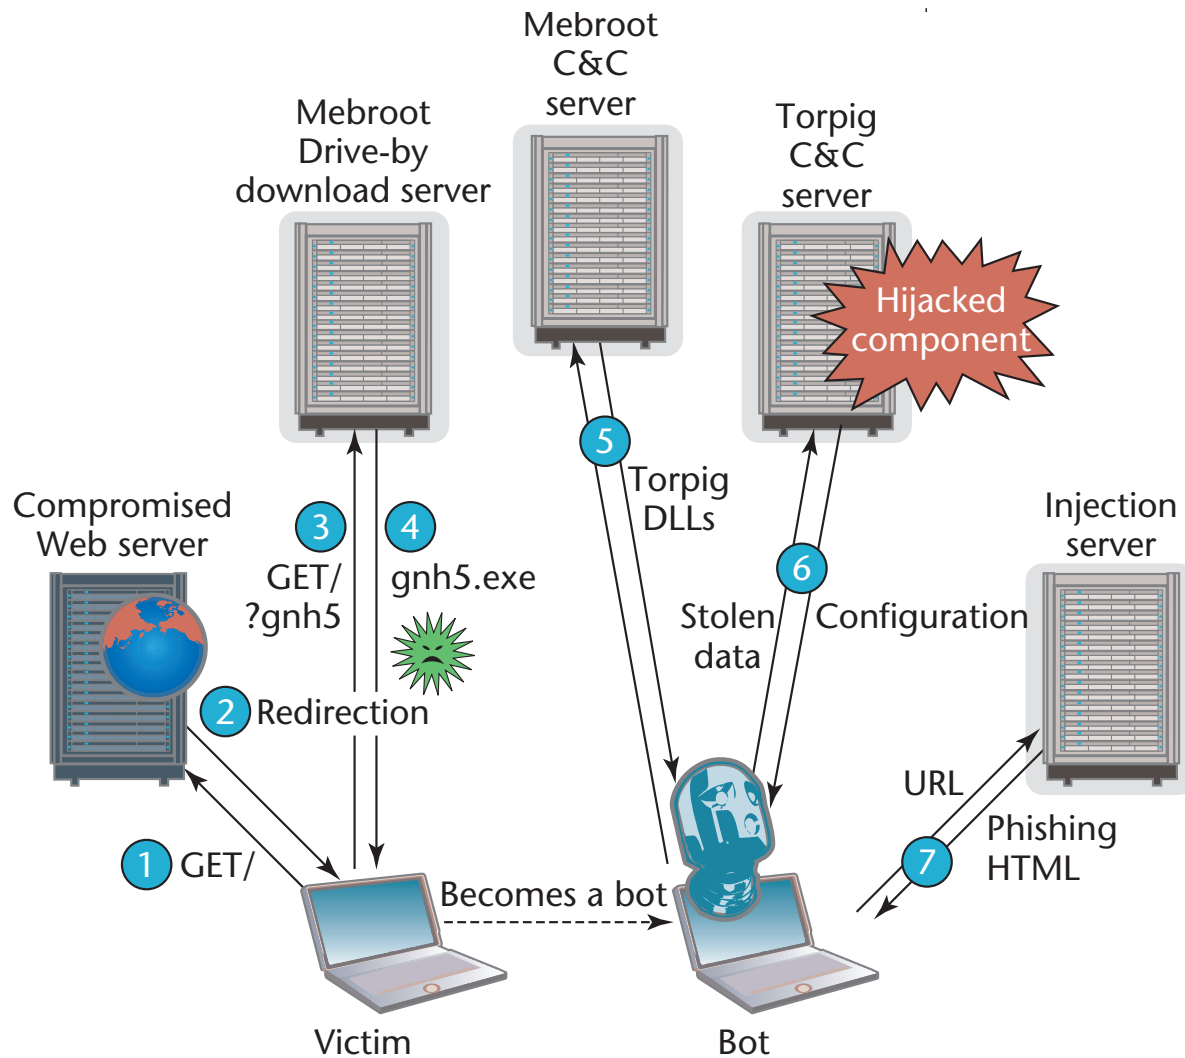 Mebroot
C&C
server
Mebroot
Drive-by
download server
Torpig
C&C
server
Hijacked
component
Compromised
Web server
Injection
server
1 GET/
2 Redirection
3
GET/
?gnh5
4
gnh5.exe
5
Torpig
DLLs
6
Stolen
data
Configuration
URL
7
Phishing
HTML
Becomes a bot
Victim
Bot